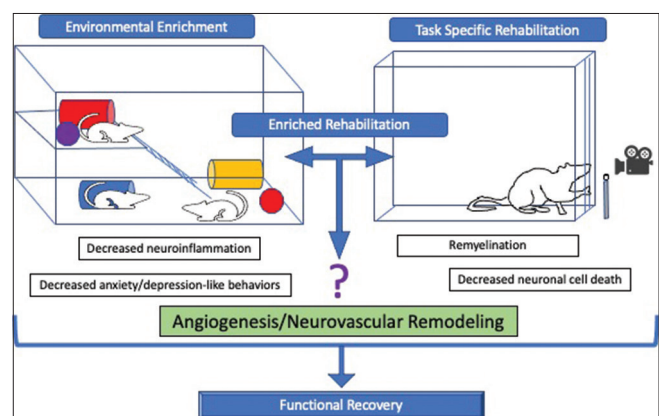 Environmental Enrichment
Task Specific Rehabilitation
Enriched Rehabilitation
Decreased neuroinflammation
Remyelination
Decreased anxiety/depression-like behaviors
Decreased neuronal cell death
?
Angiogenesis/Neurovascular Remodeling
Functional Recovery